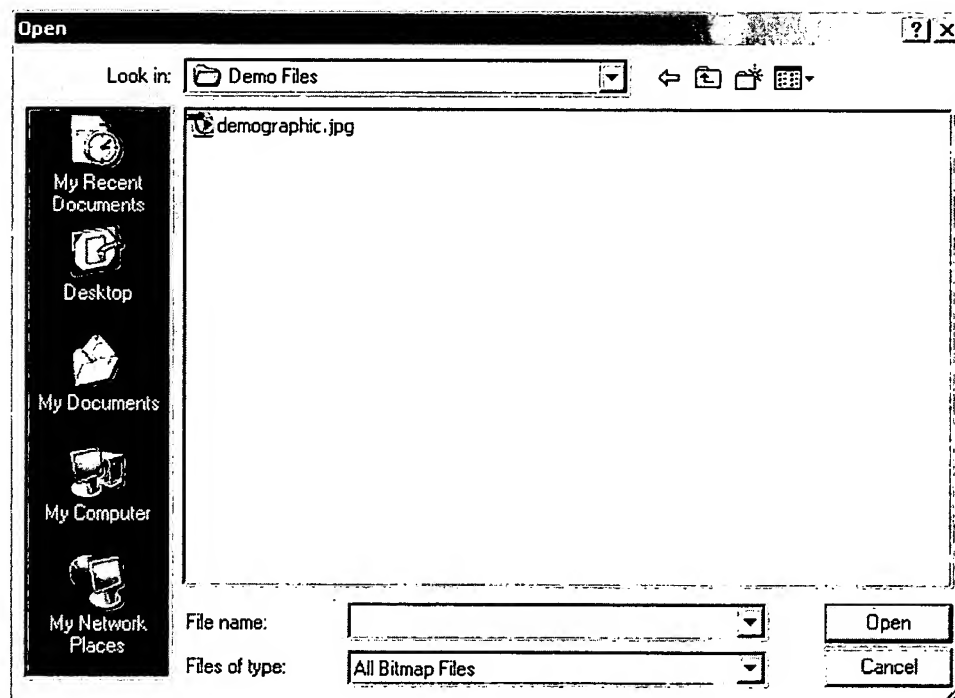 Open
Look in: Demo Files
demographic.jpg
My Recent
Documents
Desktop
My Documents
My Computer
My Network
Places
File name:
Open
Files of type: All Bitmap Files
Cancel